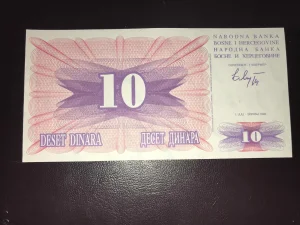 NARODNA BANKA
BOSNE I HERCEGOVINE
НАРОДНА БАНКА
БОСНЕ И ХЕРЦЕГОВИНЕ
10
DESET DINARA
ДЕСЕТ ДИНАРА
10